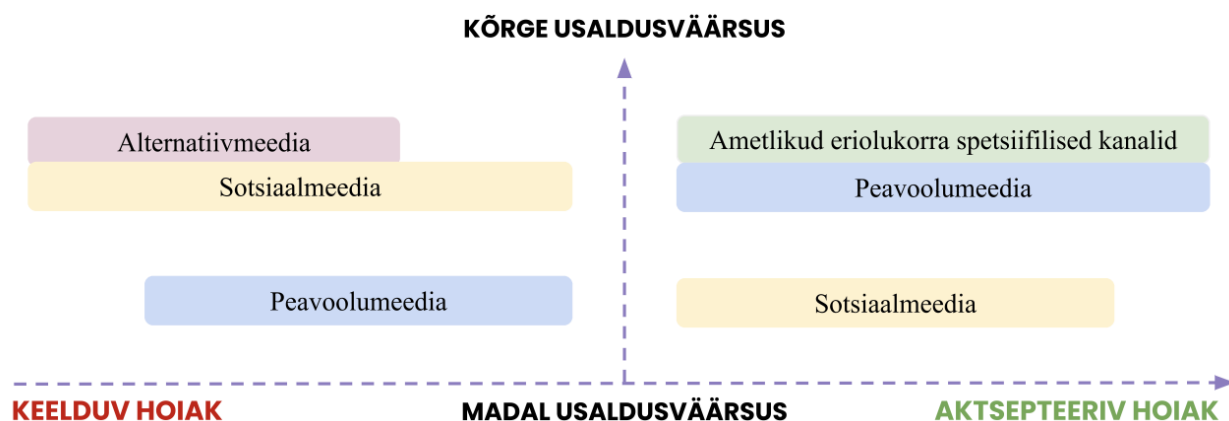 KÕRGE USALDUSVÄÄRSUS
Alternatiivmeedia
Ametlikud eriolukorra spetsiifilised kanalid
Sotsiaalmeedia
Peavoolumeedia
Peavoolumeedia
Sotsiaalmeedia
KEELDUV HOIAK
MADAL USALDUSVÄÄRSUS
AKTSEPTEERIV HOIAK